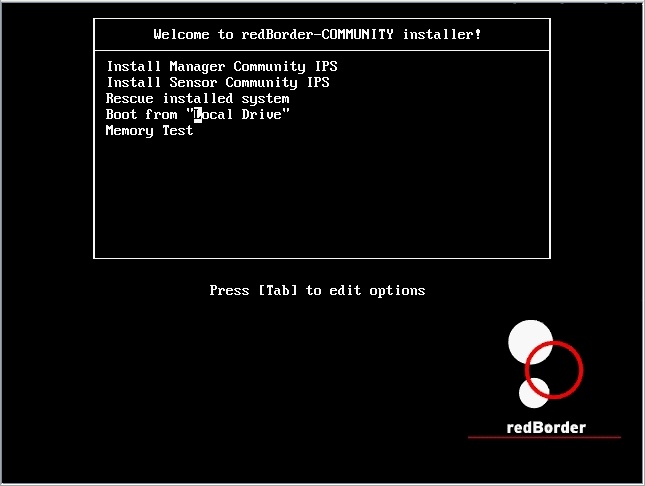 Welcome to redBorder-COMMUNITY installer!
Install Manager Community IPS
Install Sensor Community IPS
Rescue installed system
Boot from "Local Drive"
Memory Test
Press [Tab] to edit options
redBorder